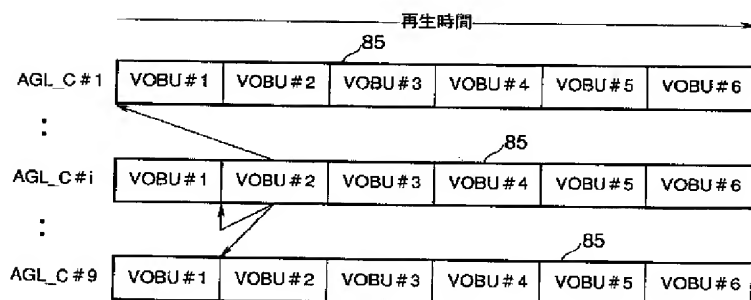 再生時間
85
AGL_C#1 VOBU#1 VOBU#2 VOBU#3 VOBU#4 VOBU#5 VOBU#6
85
AGL_C#i VOBU#1 VOBU#2 VOBU#3 VOBU#4 VOBU#5 VOBU#6
85
AGL_C#9 VOBU#1 VOBU#2 VOBU#3 VOBU#4 VOBU#5 VOBU#6